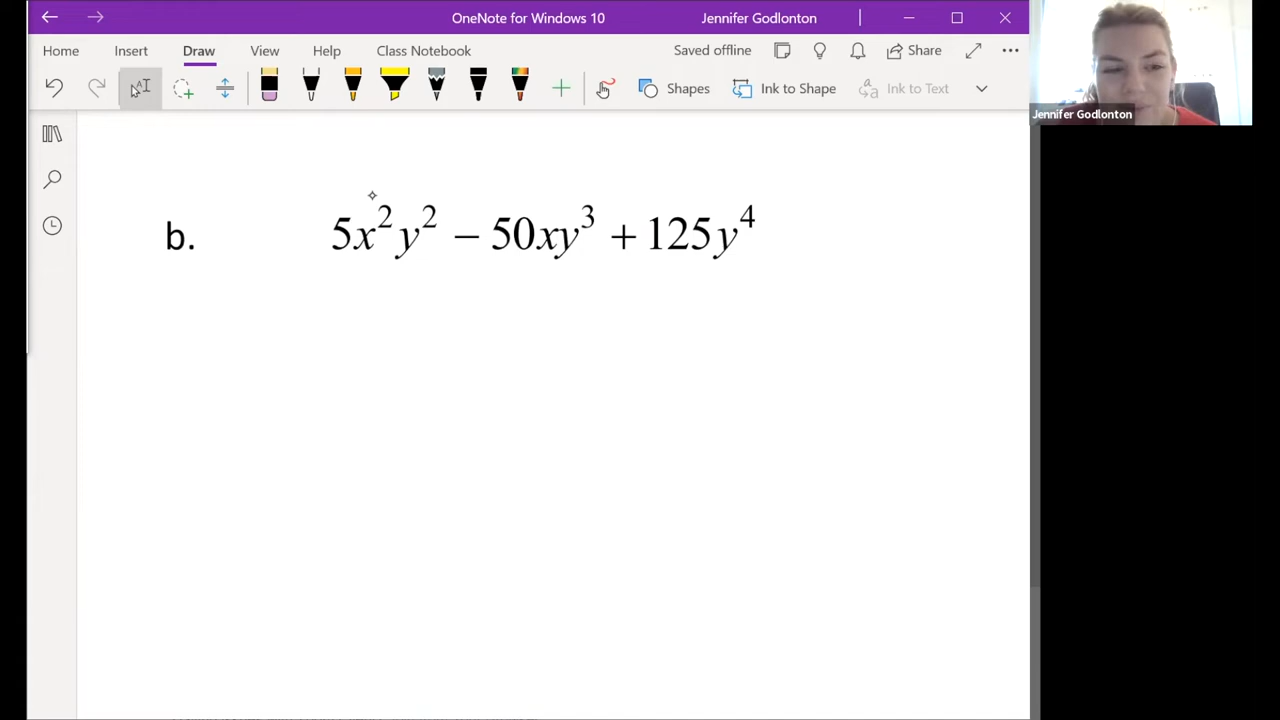 OneNote for Windows 10 Jennifer Godlonton
Home Insert Draw View Help Class Notebook Saved offline Share
Shapes Ink to Shape Ink to Text
Jennifer Godlonton
b. 5x²y² − 50xy³ + 125y⁴